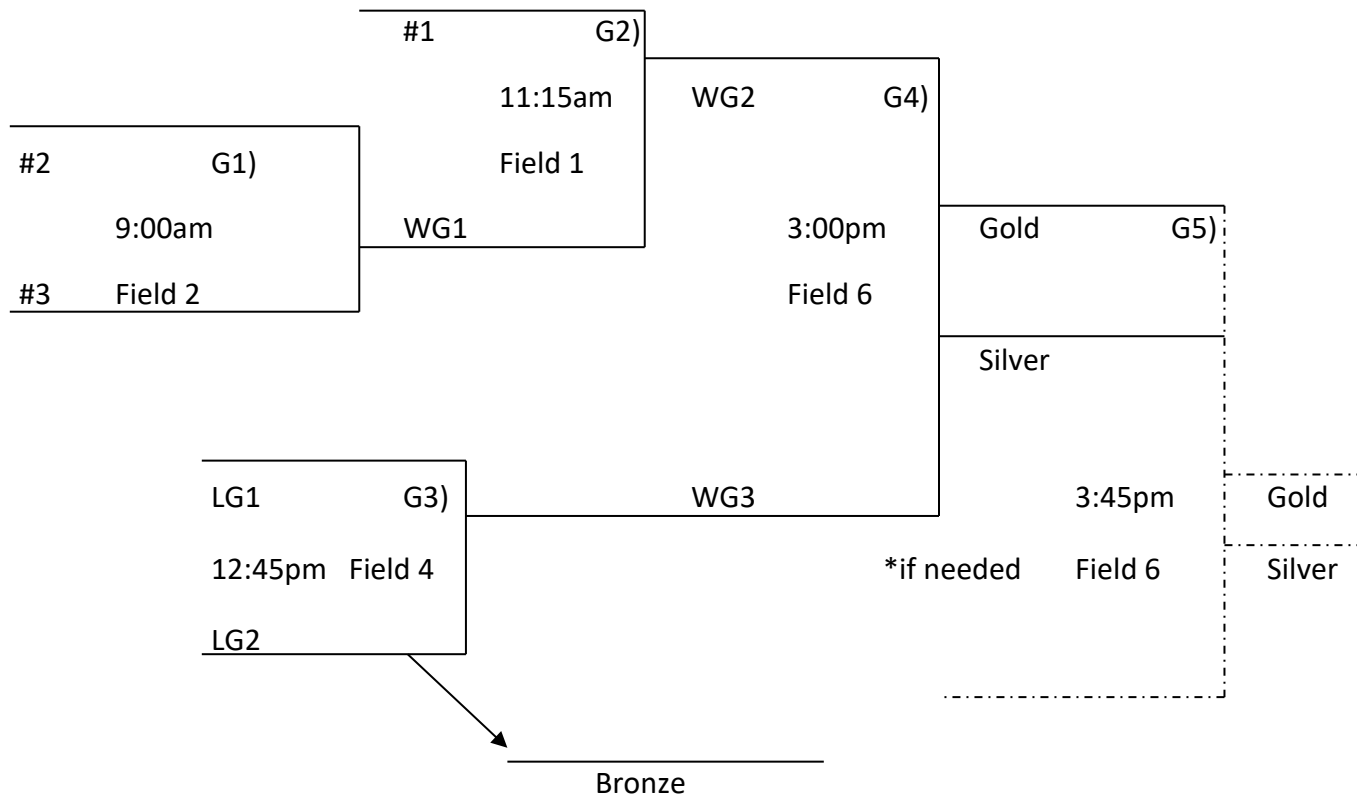 #1 G2)
11:15am WG2 G4)
#2 G1) Field 1
9:00am WG1 3:00pm Gold G5)
#3 Field 2 Field 6
Silver
LG1 G3) WG3 3:45pm Gold
12:45pm Field 4 *if needed Field 6 Silver
LG2
Bronze